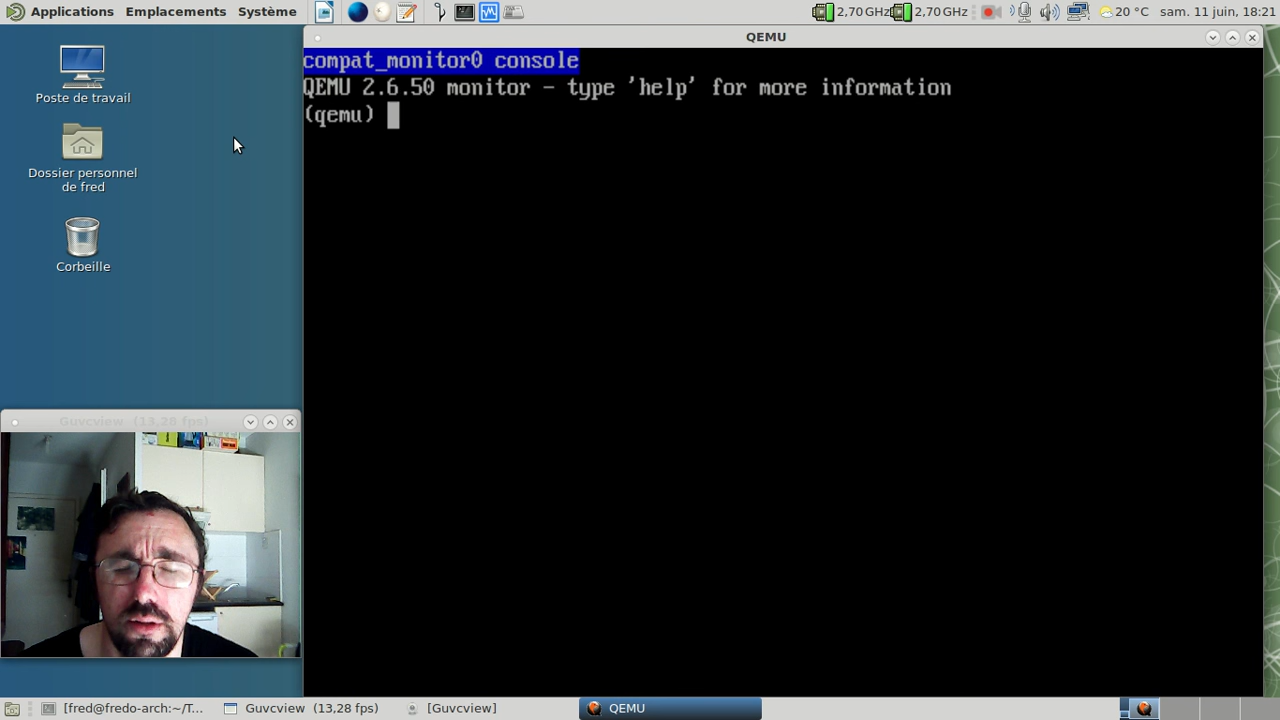 Applications Emplacements Système 2,70 GHz 2,70 GHz 20 °C sam. 11 juin, 18:21
QEMU
compat_monitor0 console
QEMU 2.6.50 monitor - type 'help' for more information
(qemu)
Poste de travail
Dossier personnel
de fred
Corbeille
Guvcview (13,28 fps)
[fred@fredo-arch:~/T... Guvcview (13,28 fps) [Guvcview] QEMU